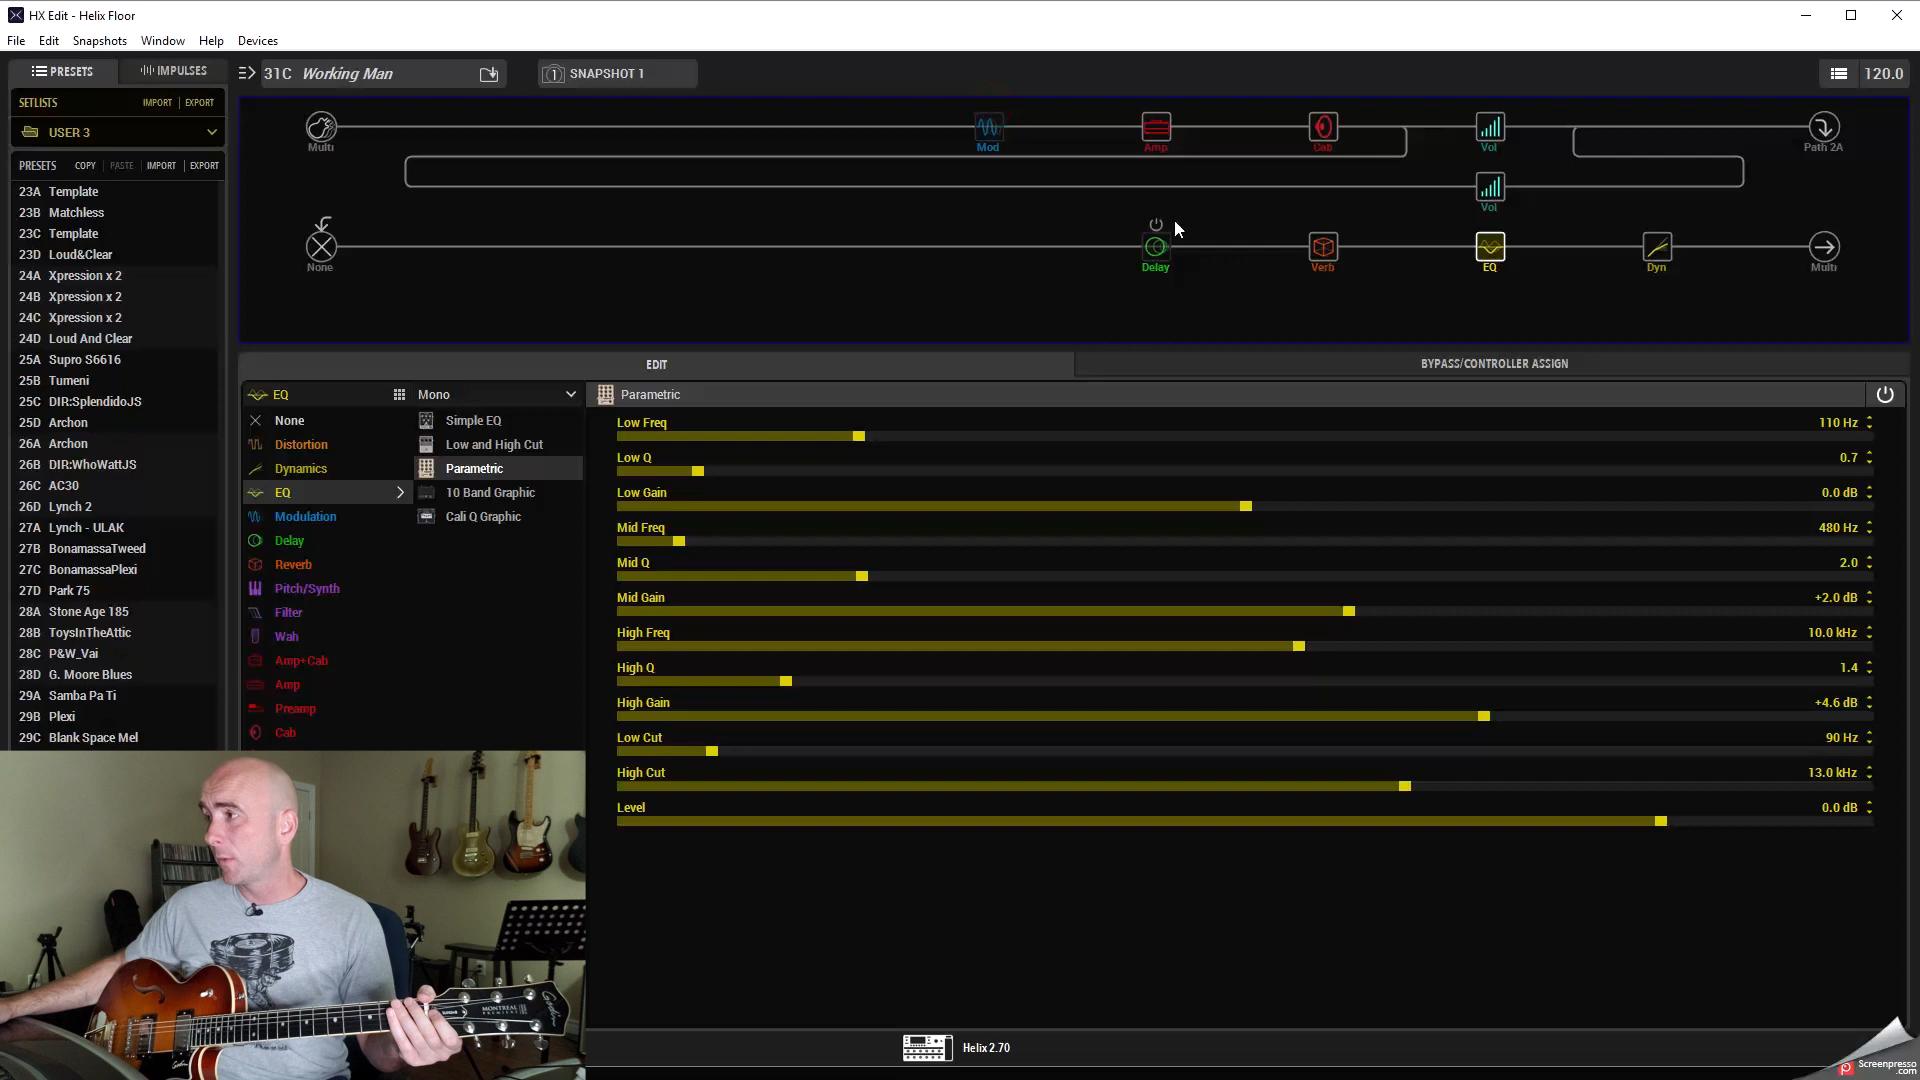 HX Edit - Helix Floor
File Edit Snapshots Window Help Devices
PRESETS IMPULSES
31C Working Man
1 SNAPSHOT 1
120.0
SETLISTS IMPORT EXPORT
USER 3
PRESETS COPY PASTE IMPORT EXPORT
23A Template
23B Matchless
23C Template
23D Loud&Clear
24A Xpression x 2
24B Xpression x 2
24C Xpression x 2
24D Loud And Clear
25A Supro S6616
25B Tumeni
25C DIR:SplendidoJS
25D Archon
26A Archon
26B DIR:WhoWattJS
26C AC30
26D Lynch 2
27A Lynch - ULAK
27B BonamassaTweed
27C BonamassaPlexi
27D Park 75
28A Stone Age 185
28B ToysInTheAttic
28C P&W_Vai
28D G. Moore Blues
29A Samba Pa Ti
29B Plexi
29C Blank Space Mel
Multi Mod Amp Cab Vol Path 2A
Vol
None Delay Verb EQ Dyn Multi
EDIT BYPASS/CONTROLLER ASSIGN
EQ Mono
None
Distortion
Dynamics
EQ
Modulation
Delay
Reverb
Pitch/Synth
Filter
Wah
Amp+Cab
Amp
Preamp
Cab
Simple EQ
Low and High Cut
Parametric
10 Band Graphic
Cali Q Graphic
Parametric
Low Freq 110 Hz
Low Q 0.7
Low Gain 0.0 dB
Mid Freq 480 Hz
Mid Q 2.0
Mid Gain +2.0 dB
High Freq 10.0 kHz
High Q 1.4
High Gain +4.6 dB
Low Cut 90 Hz
High Cut 13.0 kHz
Level 0.0 dB
Godin
MONTREAL
PREMIERE
Helix 2.70
Screenpresso
.com